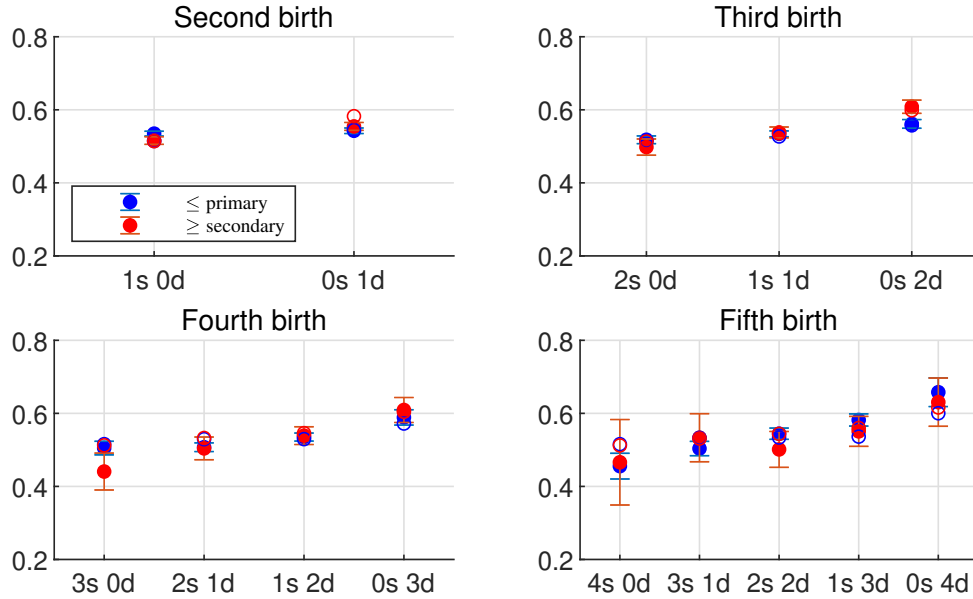 Second birth
0.8
0.6
0.4
0.2
≤ primary
≥ secondary
1s 0d 0s 1d
Third birth
0.8
0.6
0.4
0.2
2s 0d 1s 1d 0s 2d
Fourth birth
0.8
0.6
0.4
0.2
3s 0d 2s 1d 1s 2d 0s 3d
Fifth birth
0.8
0.6
0.4
0.2
4s 0d 3s 1d 2s 2d 1s 3d 0s 4d